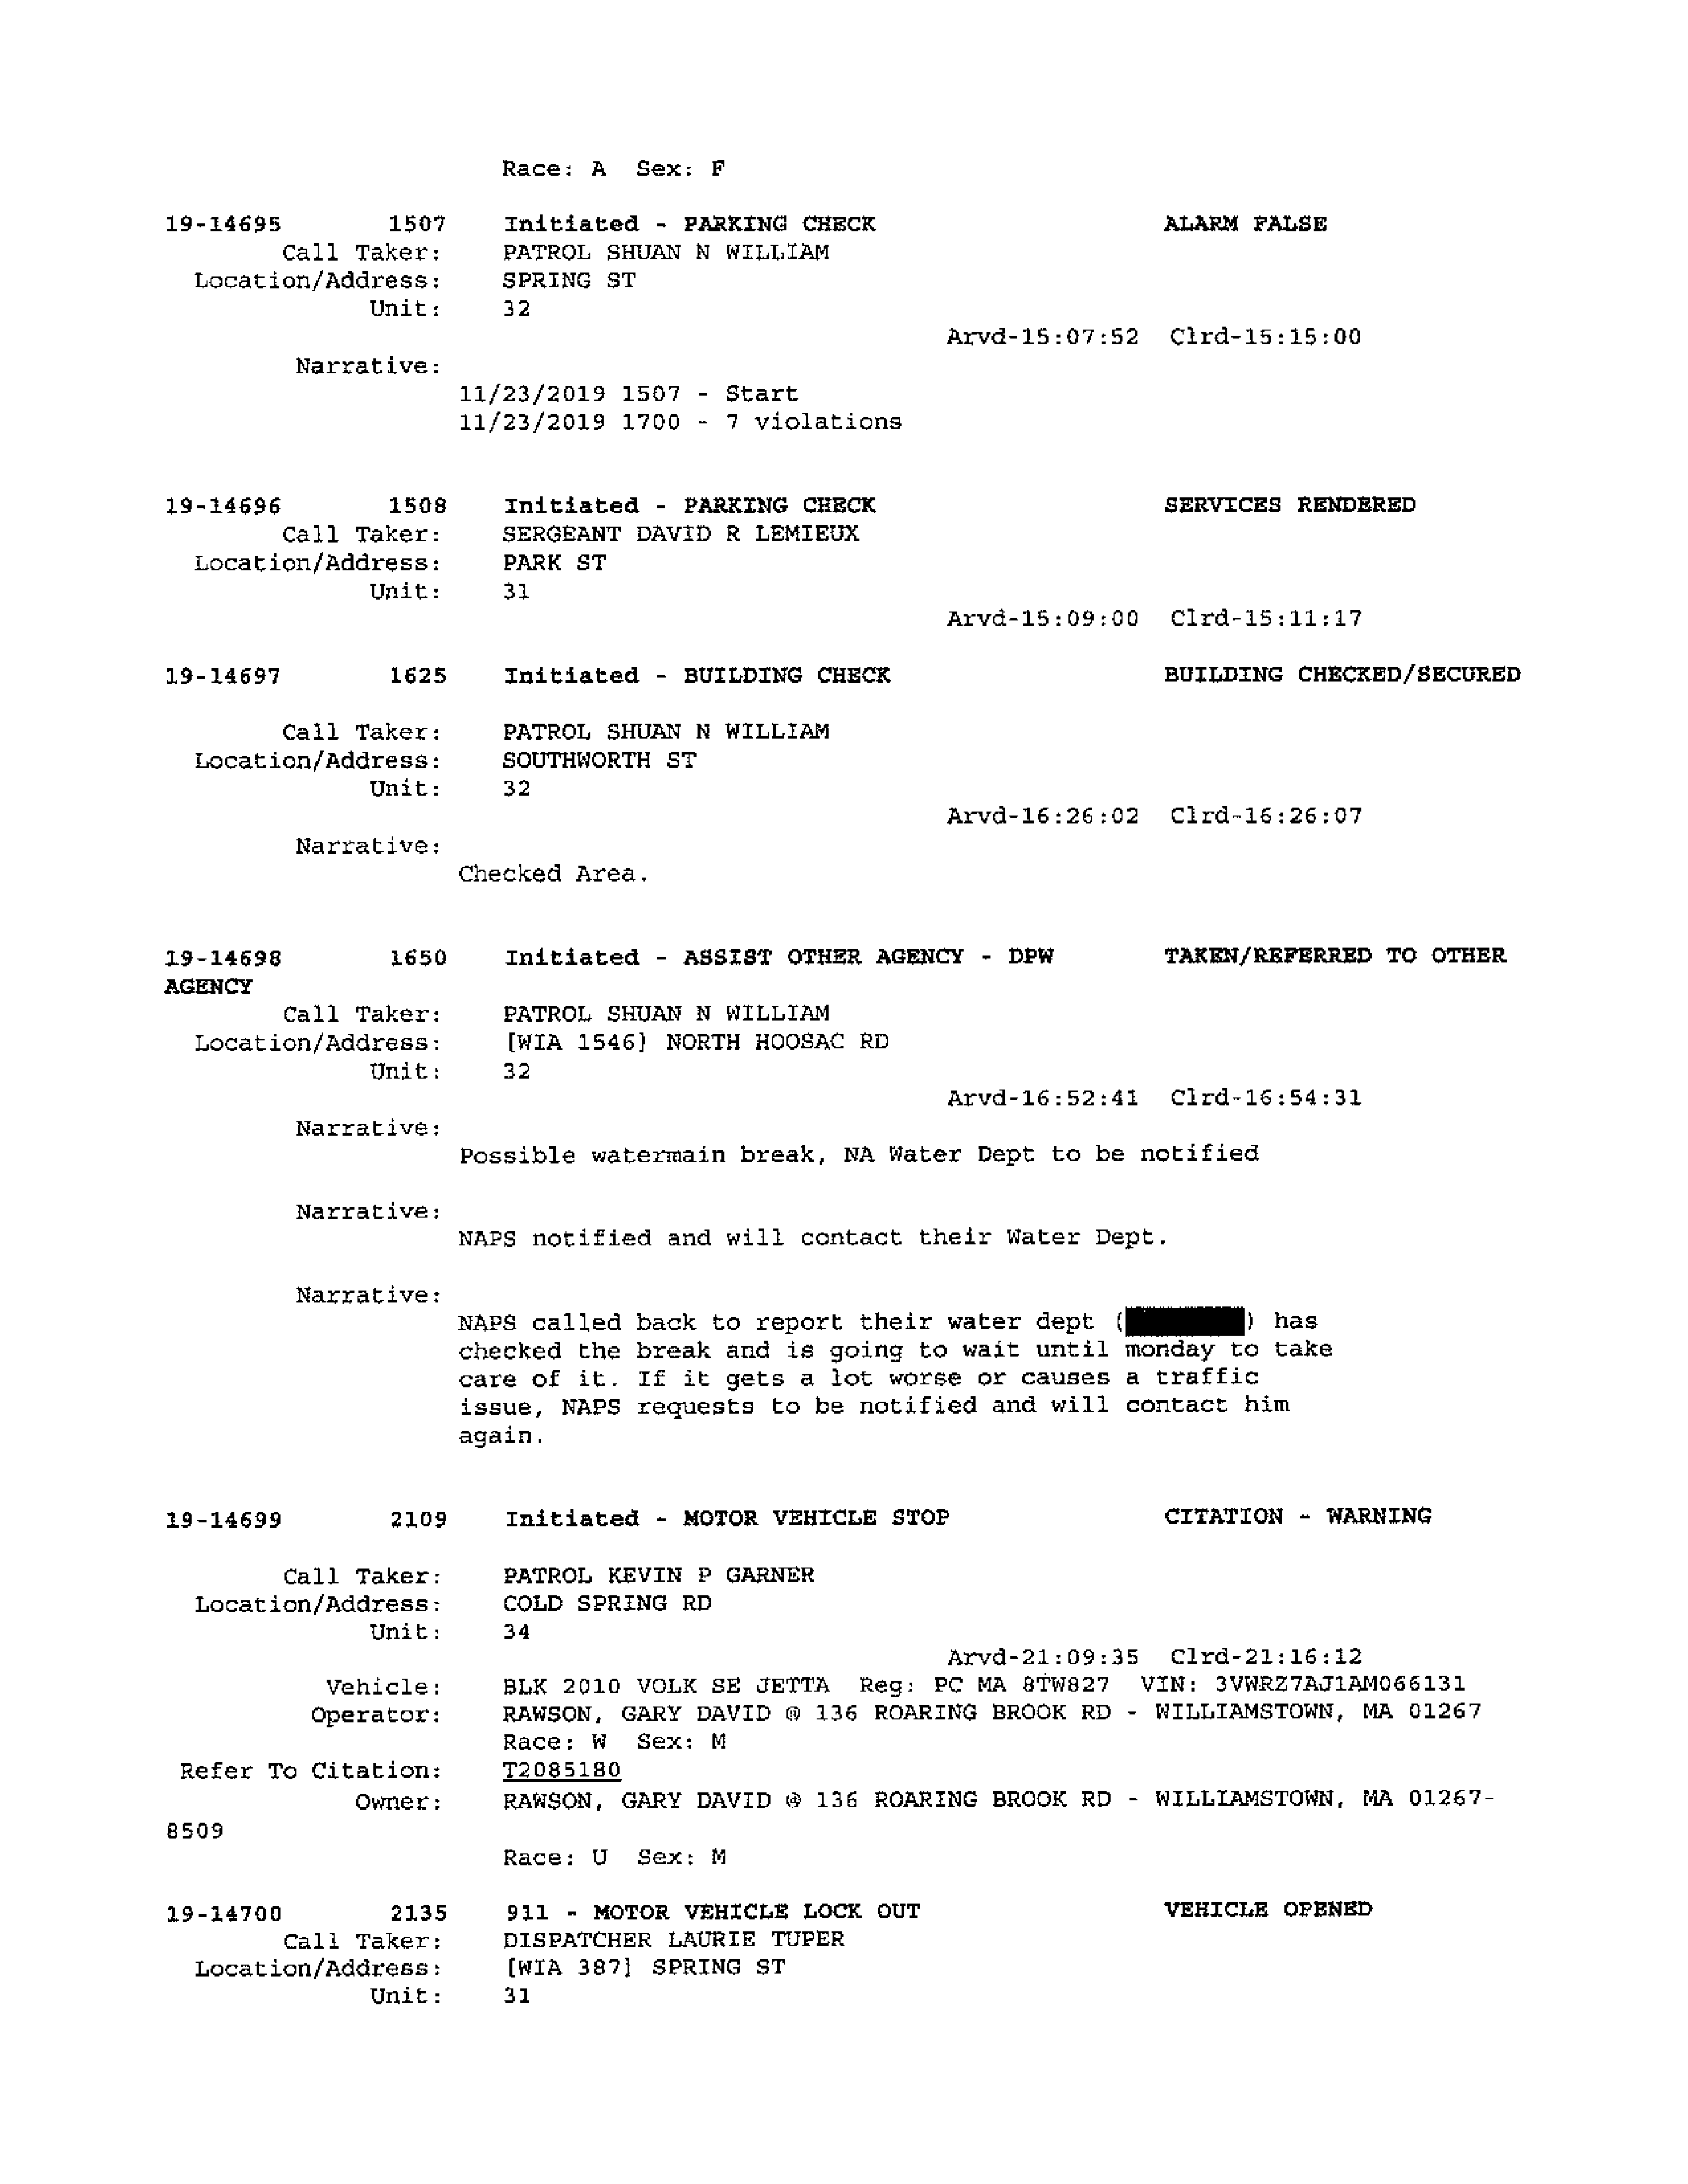 Race: A Sex: F
19-14695 1507 Initiated - PARKING CHECK ALARM FALSE
Call Taker: PATROL SHUAN N WILLIAM
Location/Address: SPRING ST
Unit: 32
Arvd-15:07:52 Clrd-15:15:00
Narrative:
11/23/2019 1507 - Start
11/23/2019 1700 - 7 violations
19-14696 1508 Initiated - PARKING CHECK SERVICES RENDERED
Call Taker: SERGEANT DAVID R LEMIEUX
Location/Address: PARK ST
Unit: 31
Arvd-15:09:00 Clrd-15:11:17
19-14697 1625 Initiated - BUILDING CHECK BUILDING CHECKED/SECURED
Call Taker: PATROL SHUAN N WILLIAM
Location/Address: SOUTHWORTH ST
Unit: 32
Arvd-16:26:02 Clrd-16:26:07
Narrative:
Checked Area.
19-14698 1650 Initiated - ASSIST OTHER AGENCY - DPW TAKEN/REFERRED TO OTHER
AGENCY
Call Taker: PATROL SHUAN N WILLIAM
Location/Address: [WIA 1546] NORTH HOOSAC RD
Unit: 32
Arvd-16:52:41 Clrd-16:54:31
Narrative:
Possible watermain break, NA Water Dept to be notified
Narrative:
NAPS notified and will contact their Water Dept.
Narrative:
NAPS called back to report their water dept ( ) has
checked the break and is going to wait until monday to take
care of it. If it gets a lot worse or causes a traffic
issue, NAPS requests to be notified and will contact him
again.
19-14699 2109 Initiated - MOTOR VEHICLE STOP CITATION - WARNING
Call Taker: PATROL KEVIN P GARNER
Location/Address: COLD SPRING RD
Unit: 34
Arvd-21:09:35 Clrd-21:16:12
Vehicle: BLK 2010 VOLK SE JETTA Reg: PC MA 8TW827 VIN: 3VWRZ7AJ1AM066131
Operator: RAWSON, GARY DAVID @ 136 ROARING BROOK RD - WILLIAMSTOWN, MA 01267
Race: W Sex: M
Refer To Citation: T2085180
Owner: RAWSON, GARY DAVID @ 136 ROARING BROOK RD - WILLIAMSTOWN, MA 01267-
8509
Race: U Sex: M
19-14700 2135 911 - MOTOR VEHICLE LOCK OUT VEHICLE OPENED
Call Taker: DISPATCHER LAURIE TUPER
Location/Address: [WIA 387] SPRING ST
Unit: 31